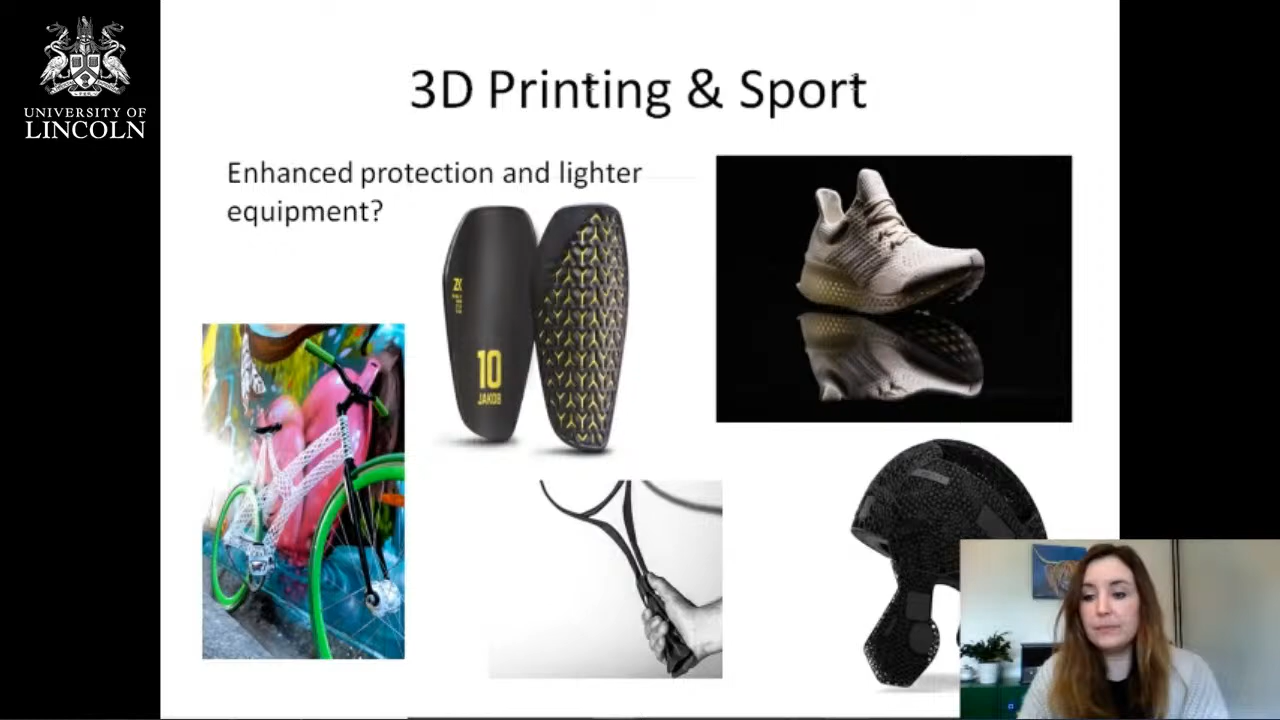 UNIVERSITY OF
LINCOLN
3D Printing & Sport
Enhanced protection and lighter
equipment?
10
JAKOB